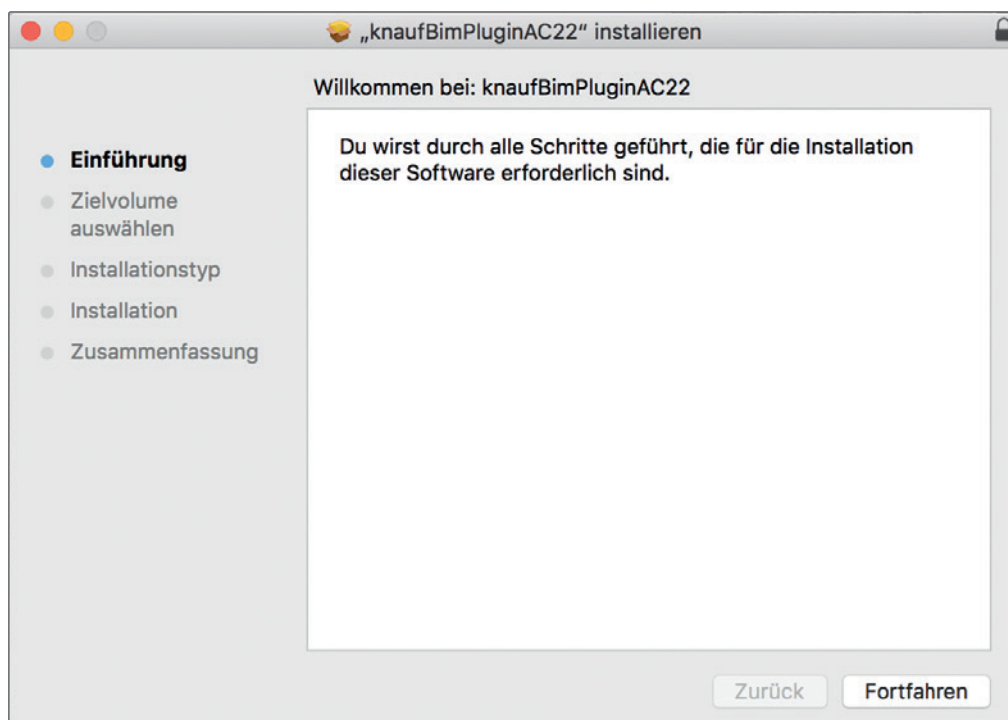 „knaufBimPluginAC22“ installieren
Willkommen bei: knaufBimPluginAC22
Einführung
Zielvolume
auswählen
Installationstyp
Installation
Zusammenfassung
Du wirst durch alle Schritte geführt, die für die Installation
dieser Software erforderlich sind.
Zurück
Fortfahren